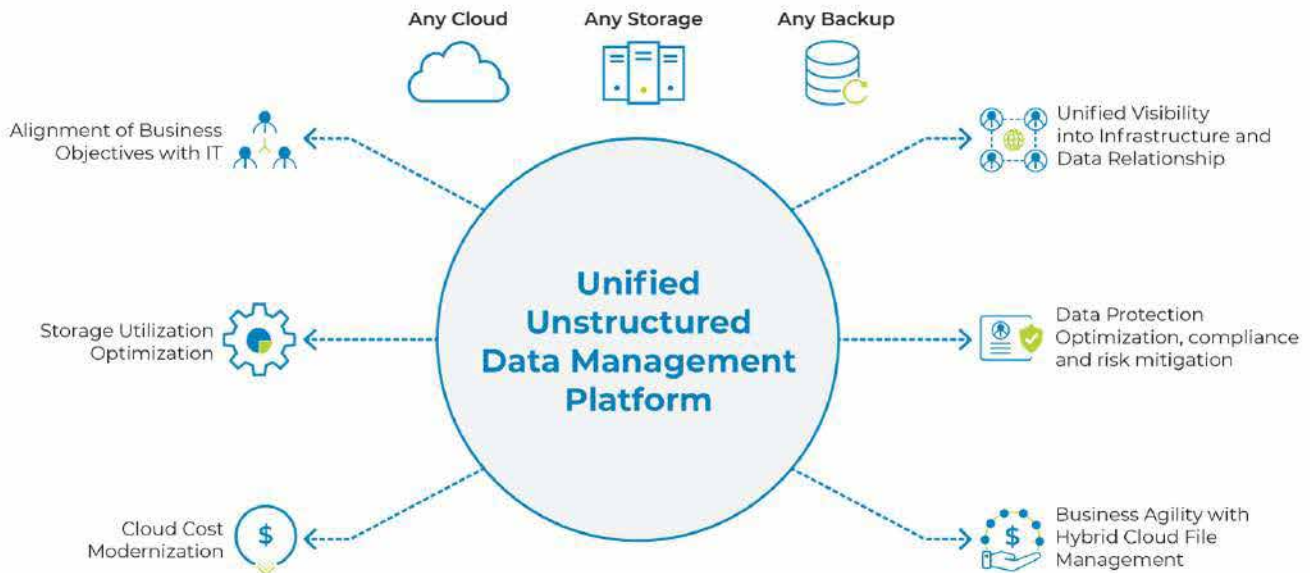 Any Cloud
Any Storage
Any Backup
Alignment of Business
Objectives with IT
Unified Visibility
into Infrastructure and
Data Relationship
Unified
Unstructured
Data Management
Platform
Storage Utilization
Optimization
Data Protection
Optimization, compliance
and risk mitigation
$
Cloud Cost
Modernization
$
Business Agility with
Hybrid Cloud File
Management